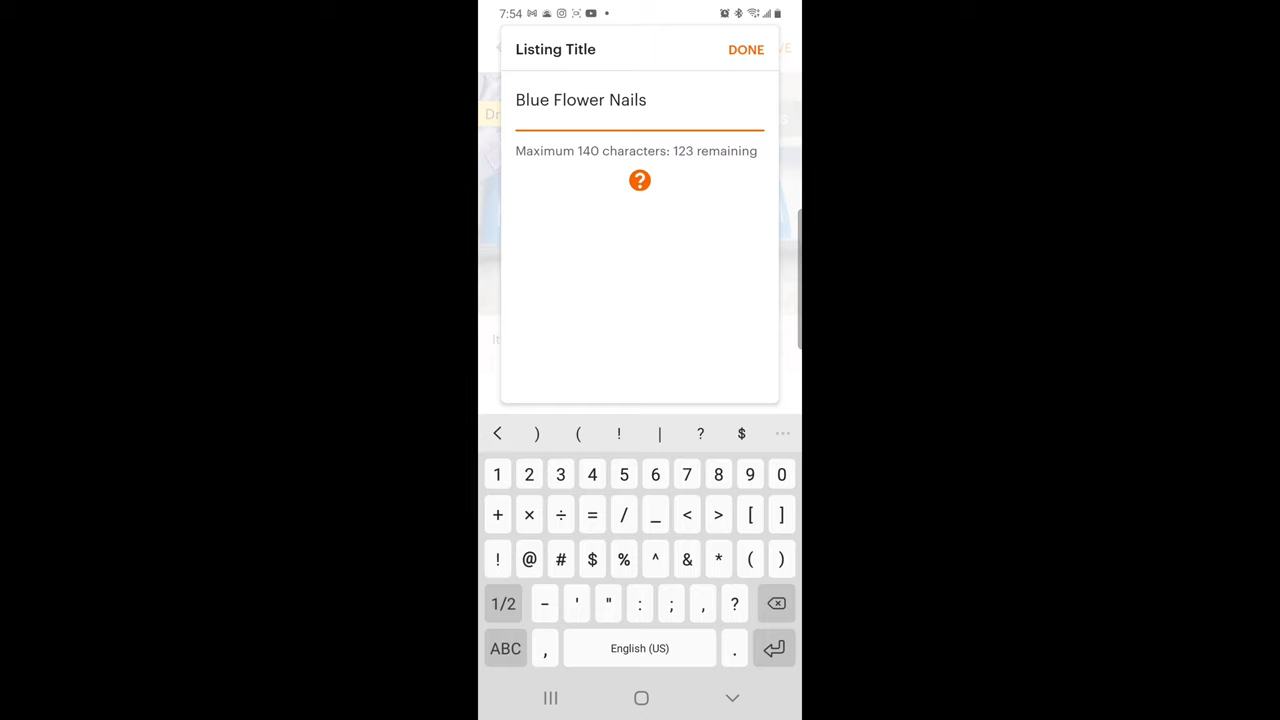 7:54
Listing Title DONE
Blue Flower Nails
Maximum 140 characters: 123 remaining
?
) ( ! | ? $ ...
1 2 3 4 5 6 7 8 9 0
+ × ÷ = / _ < > [ ]
! @ # $ % ^ & * ( )
1/2 - ' " : ; , ?
ABC , English (US) .